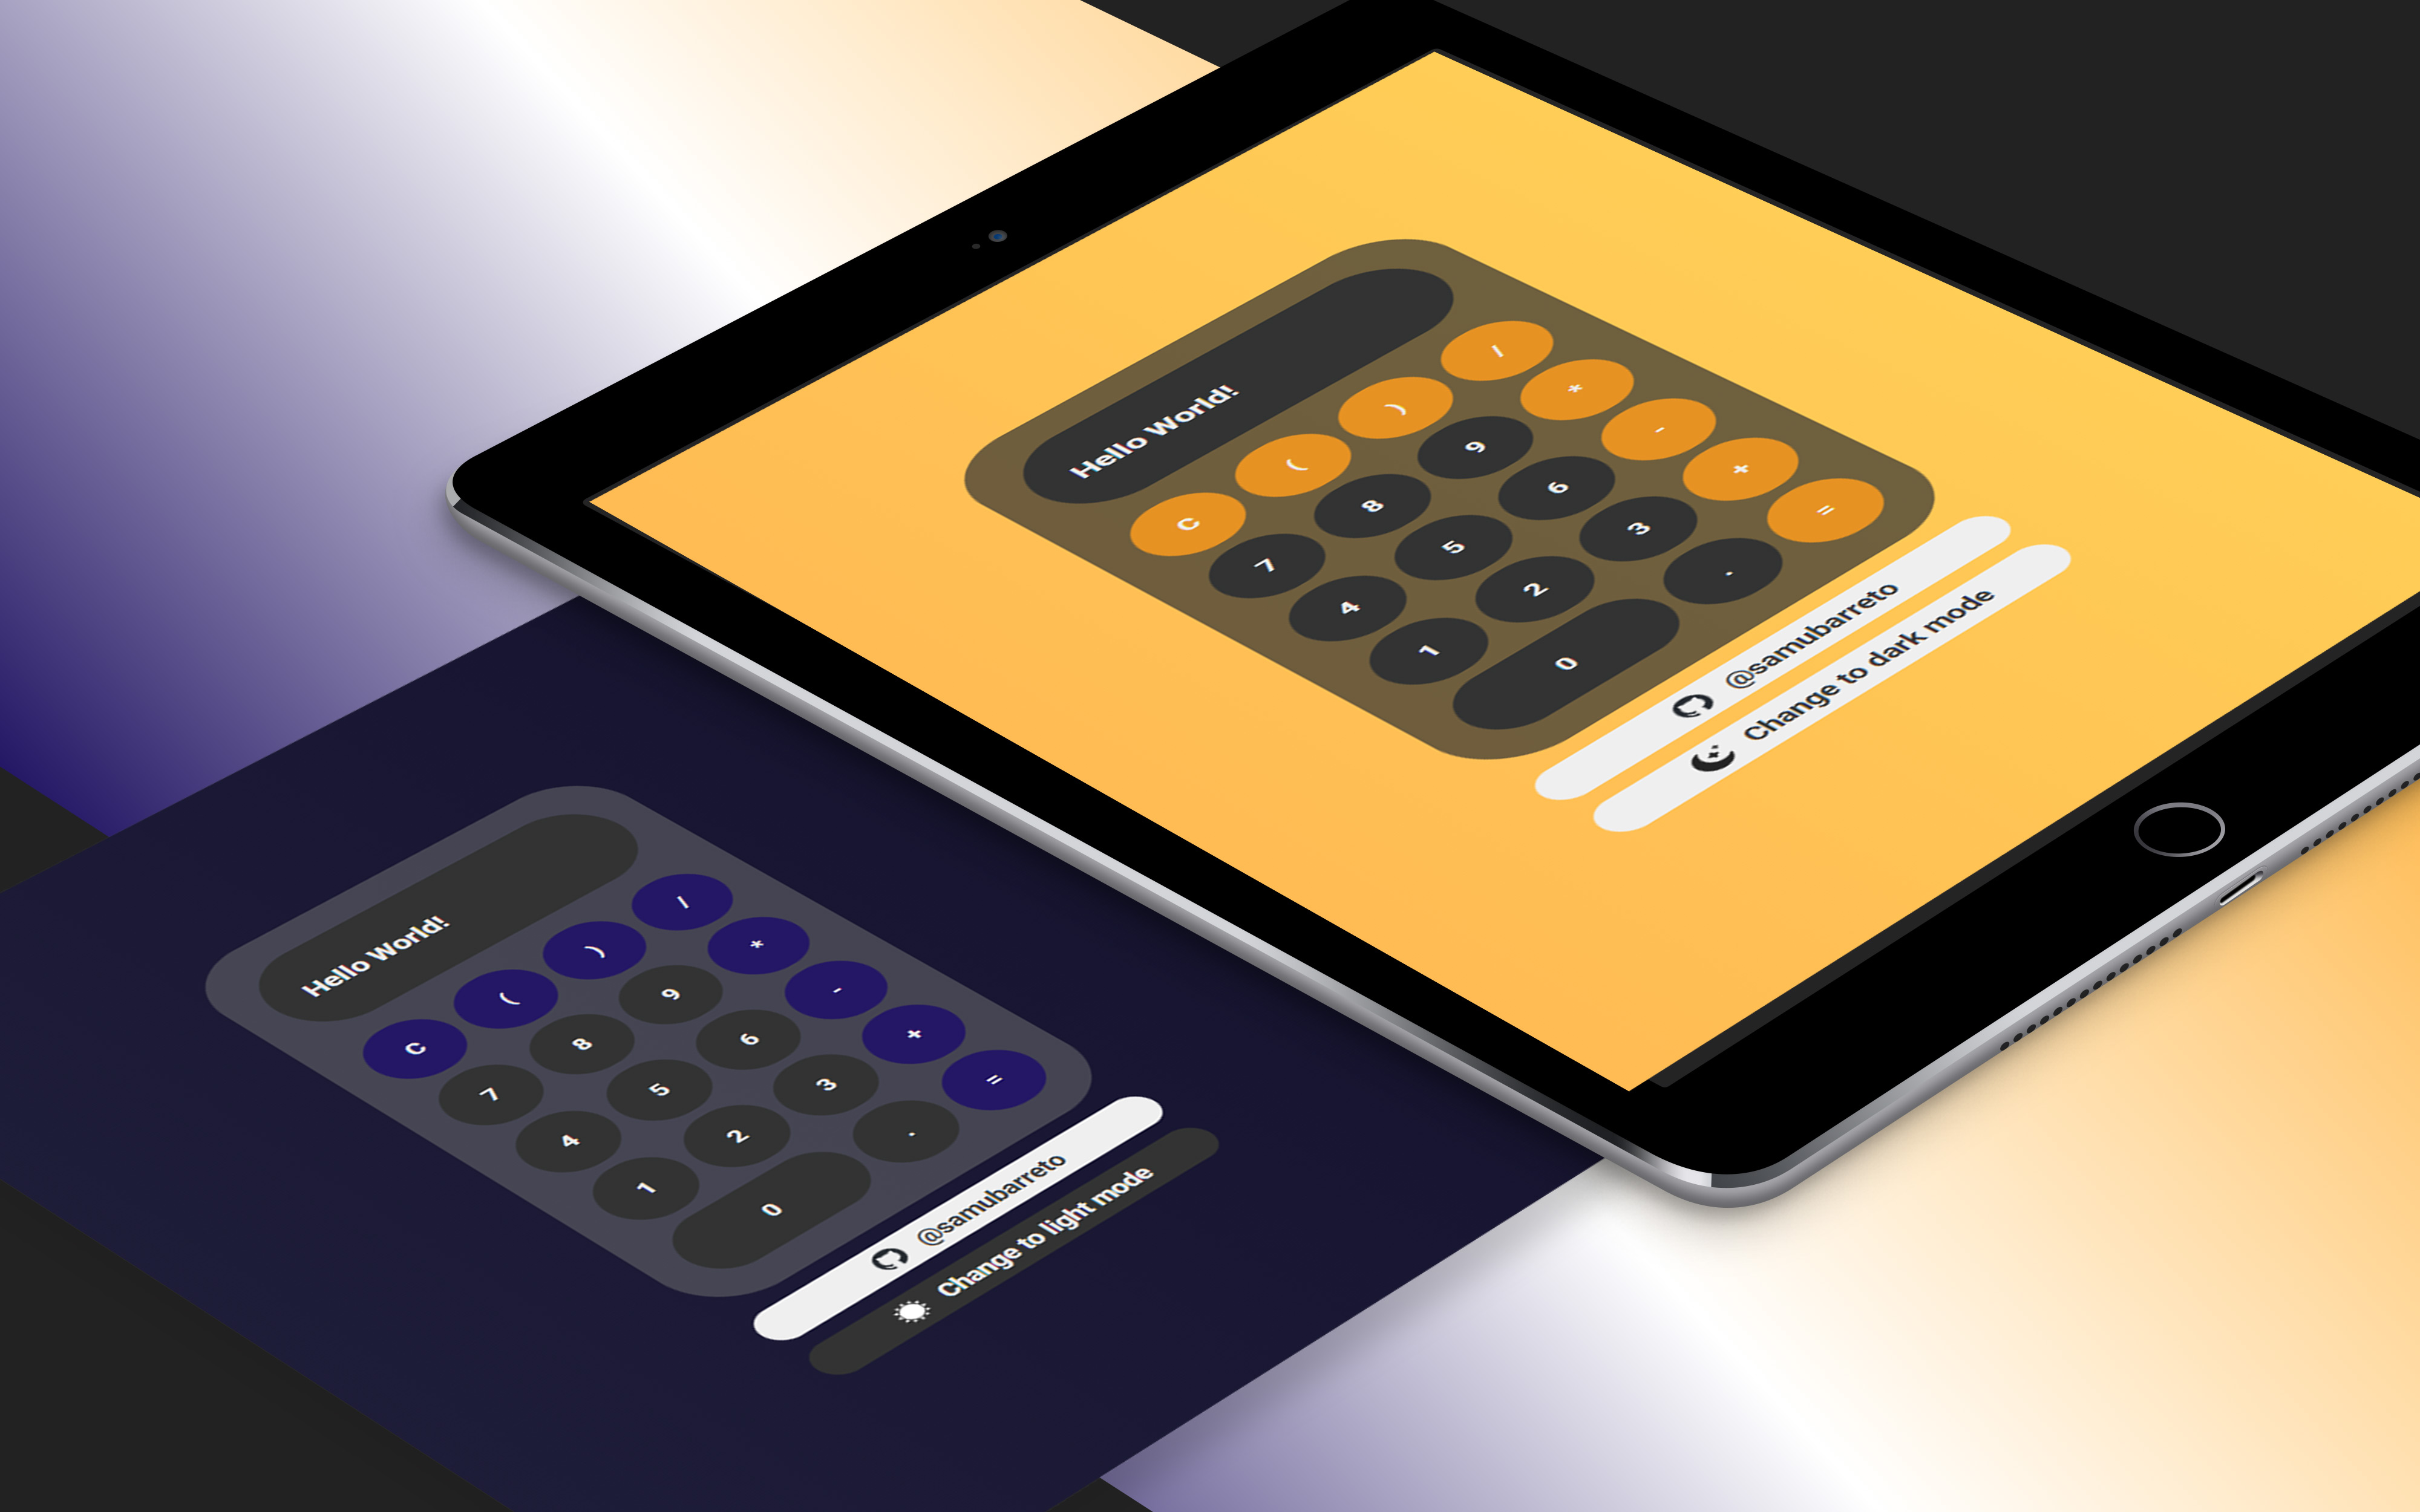 Hello World!
C ( ) /
7 8 9 *
4 5 6 -
1 2 3 +
0 . =
@samubarreto
Change to dark mode
Hello World!
C ( ) /
7 8 9 *
4 5 6 -
1 2 3 +
0 . =
@samubarreto
Change to light mode